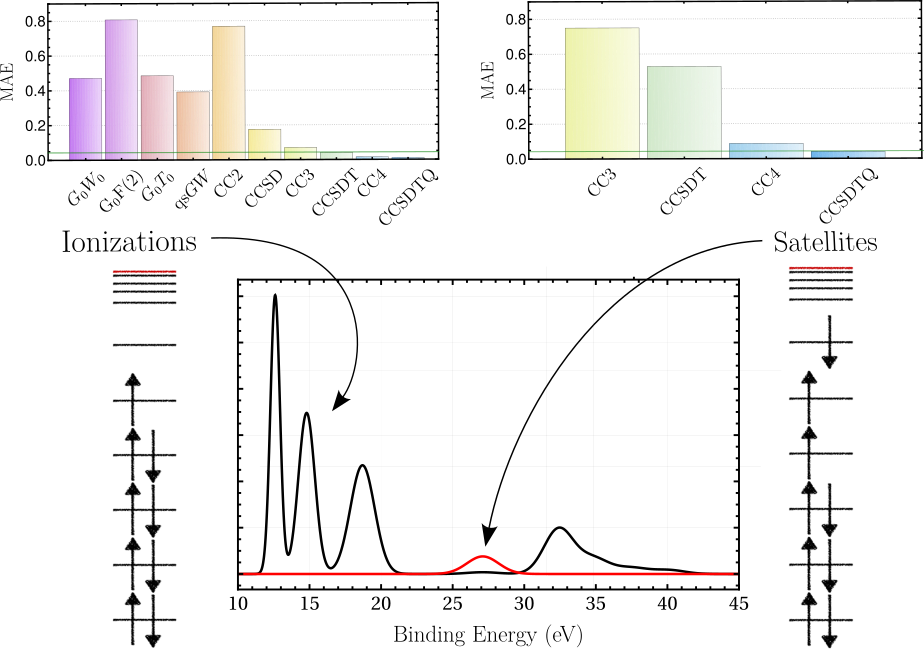 MAE
0.8
0.6
0.4
0.2
0.0
G₀W₀
G₀F(2)
G₀T₀
qsGW
CC2
CCSD
CC3
CCSDT
CC4
CCSDTQ
MAE
0.8
0.6
0.4
0.2
0.0
CC3
CCSDT
CC4
CCSDTQ
Ionizations
Satellites
10 15 20 25 30 35 40 45
Binding Energy (eV)